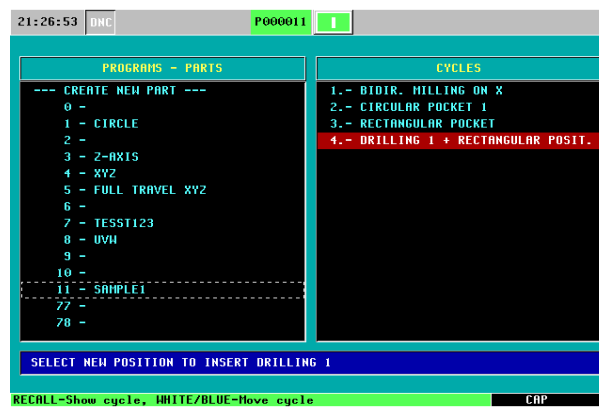 21:26:53 DNC P000011
PROGRAMS - PARTS
--- CREATE NEW PART ---
0 -
1 - CIRCLE
2 -
3 - Z-AXIS
4 - XYZ
5 - FULL TRAVEL XYZ
6 -
7 - TESST123
8 - UVW
9 -
10 -
11 - SAMPLE1
77 -
78 -
CYCLES
1.- BIDIR. MILLING ON X
2.- CIRCULAR POCKET 1
3.- RECTANGULAR POCKET
4.- DRILLING 1 + RECTANGULAR POSIT.
SELECT NEW POSITION TO INSERT DRILLING 1
RECALL-Show cycle, WHITE/BLUE-Move cycle CAP